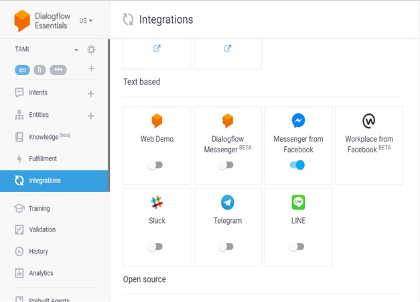 Dialogflow
Essentials
US
Integrations
TAMI
en
fr
Intents
Entities
Knowledge [beta]
Fulfillment
Integrations
Training
Validation
History
Analytics
Prebuilt Agents
Text based
Web Demo
Dialogflow
Messenger BETA
Messenger from
Facebook
Workplace from
Facebook BETA
Slack
Telegram
LINE
LINE
Open source